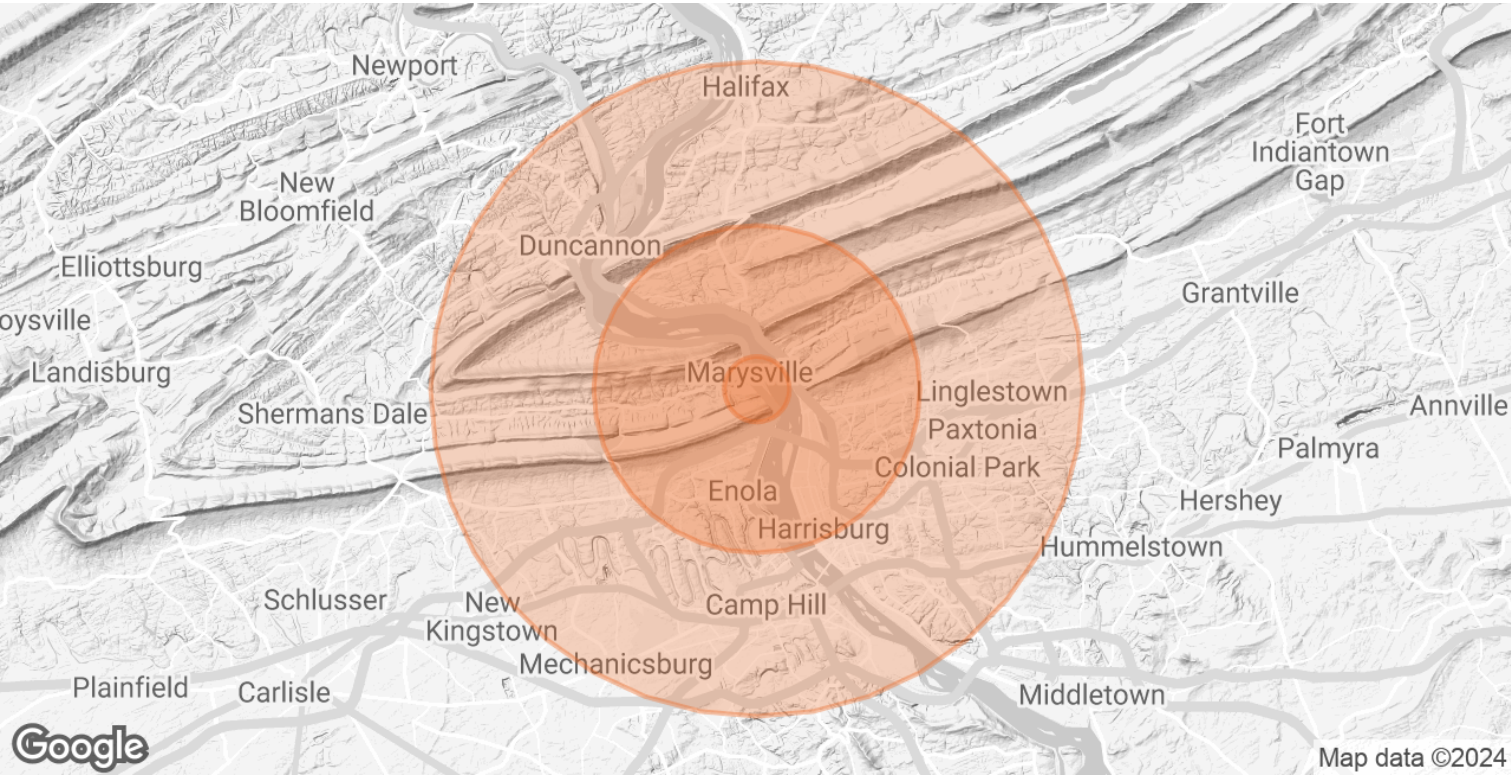 Newport
Halifax
Fort
Indiantown
Gap
New
Bloomfield
Duncannon
Elliottsburg
Grantville
oysville
Landisburg
Marysville
Linglestown
Annville
Shermans Dale
Paxtonia
Palmyra
Colonial Park
Enola
Hershey
Harrisburg
Hummelstown
Schlusser
New
Kingstown
Camp Hill
Mechanicsburg
Plainfield
Carlisle
Middletown
Google
Map data ©2024